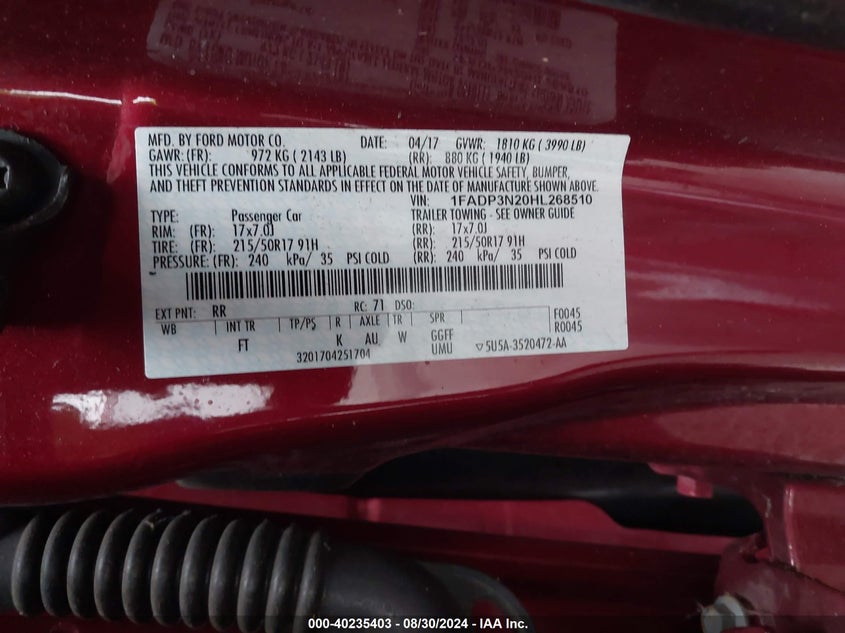 MFD. BY FORD MOTOR CO. DATE: 04/17 GVWR: 1810 KG ( 3990 LB)
GAWR:(FR): 972 KG ( 2143 LB) (RR): 880 KG ( 1940 LB)
THIS VEHICLE CONFORMS TO ALL APPLICABLE FEDERAL MOTOR VEHICLE SAFETY, BUMPER,
AND THEFT PREVENTION STANDARDS IN EFFECT ON THE DATE OF MANUFACTURE SHOWN ABOVE.
VIN: 1FADP3N20HL268510
TYPE: Passenger Car TRAILER TOWING - SEE OWNER GUIDE
RIM: (FR): 17x7.0J (RR): 17x7.0J
TIRE: (FR): 215/50R17 91H (RR): 215/50R17 91H
PRESSURE: (FR): 240 kPa/ 35 PSI COLD (RR): 240 kPa/ 35 PSI COLD
EXT PNT: RR RC: 71 DSO: F0045
WB INT TR TP/PS R AXLE TR SPR R0045
FT K AU W GGFF
3201704251704 UMU ▽5U5A-3520472-AA
000-40235403 - 08/30/2024 - IAA Inc.